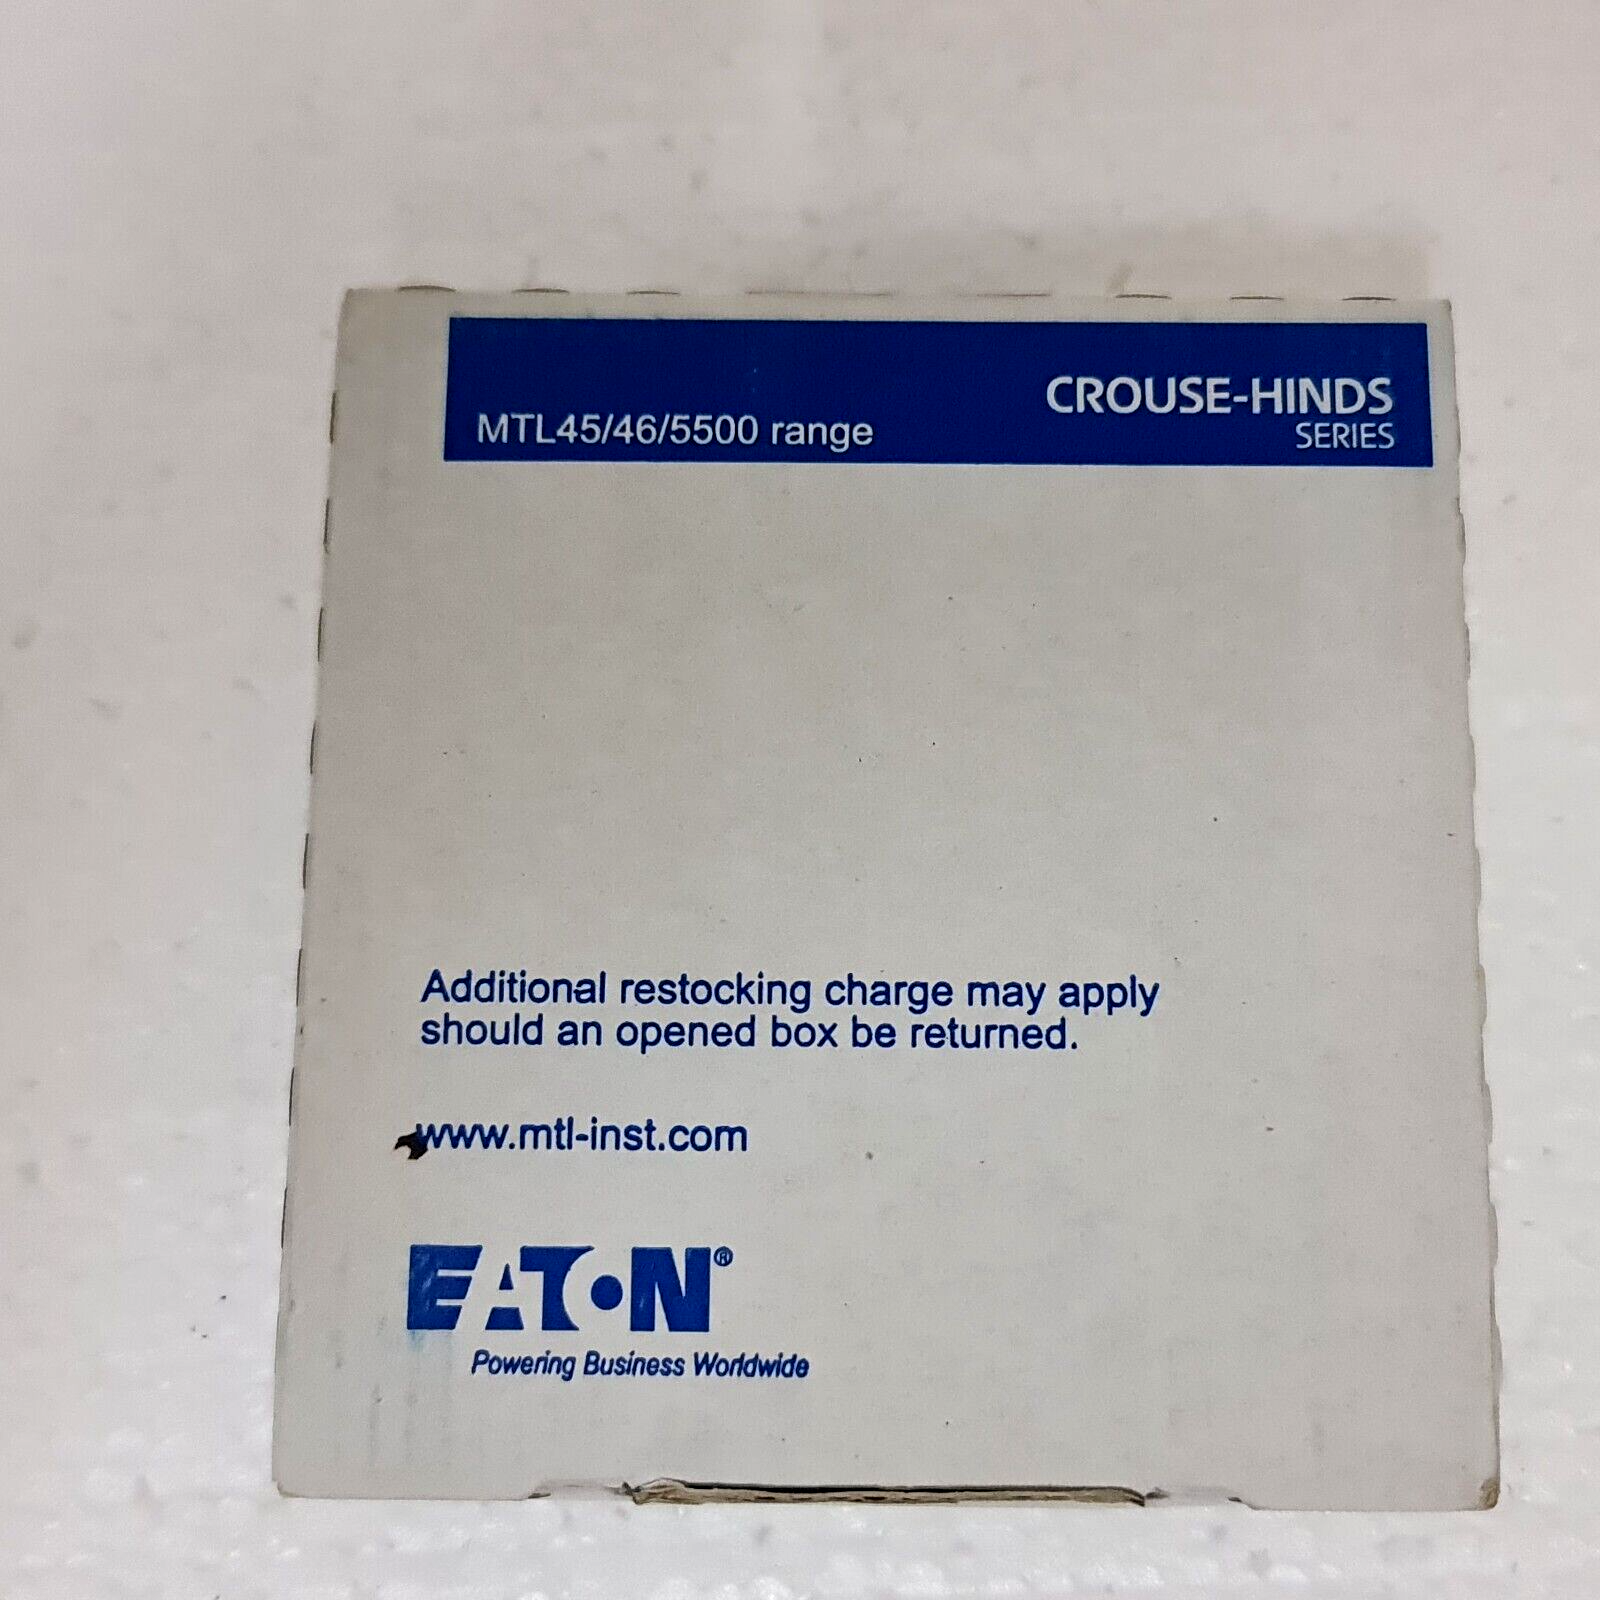 MTL45/46/5500 range
CROUSE-HINDS
SERIES
Additional restocking charge may apply
should an opened box be returned.
www.mtl-inst.com
EATON®
Powering Business Worldwide